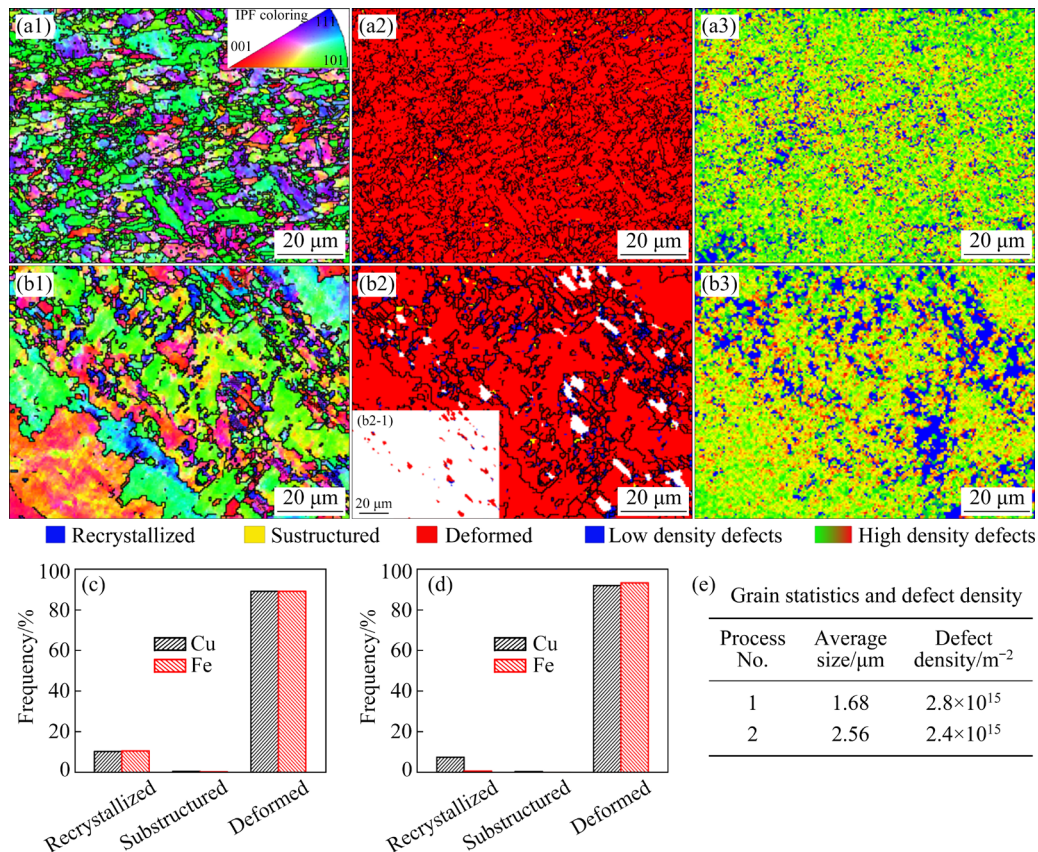 (a1)
IPF coloring
111
001
101
20 μm
(a2)
20 μm
(a3)
20 μm
(b1)
20 μm
(b2)
(b2-1)
20 μm
20 μm
(b3)
20 μm
Recrystallized
Sustructured
Deformed
Low density defects
High density defects
(c)
Frequency/%
100
80
60
40
20
0
Cu
Fe
Recrystallized
Substructured
Deformed
(d)
Frequency/%
100
80
60
40
20
0
Cu
Fe
Recrystallized
Substructured
Deformed
(e)
Grain statistics and defect density
Process No.
Average size/μm
Defect density/m⁻²
1 1.68 2.8×10¹⁵
2 2.56 2.4×10¹⁵